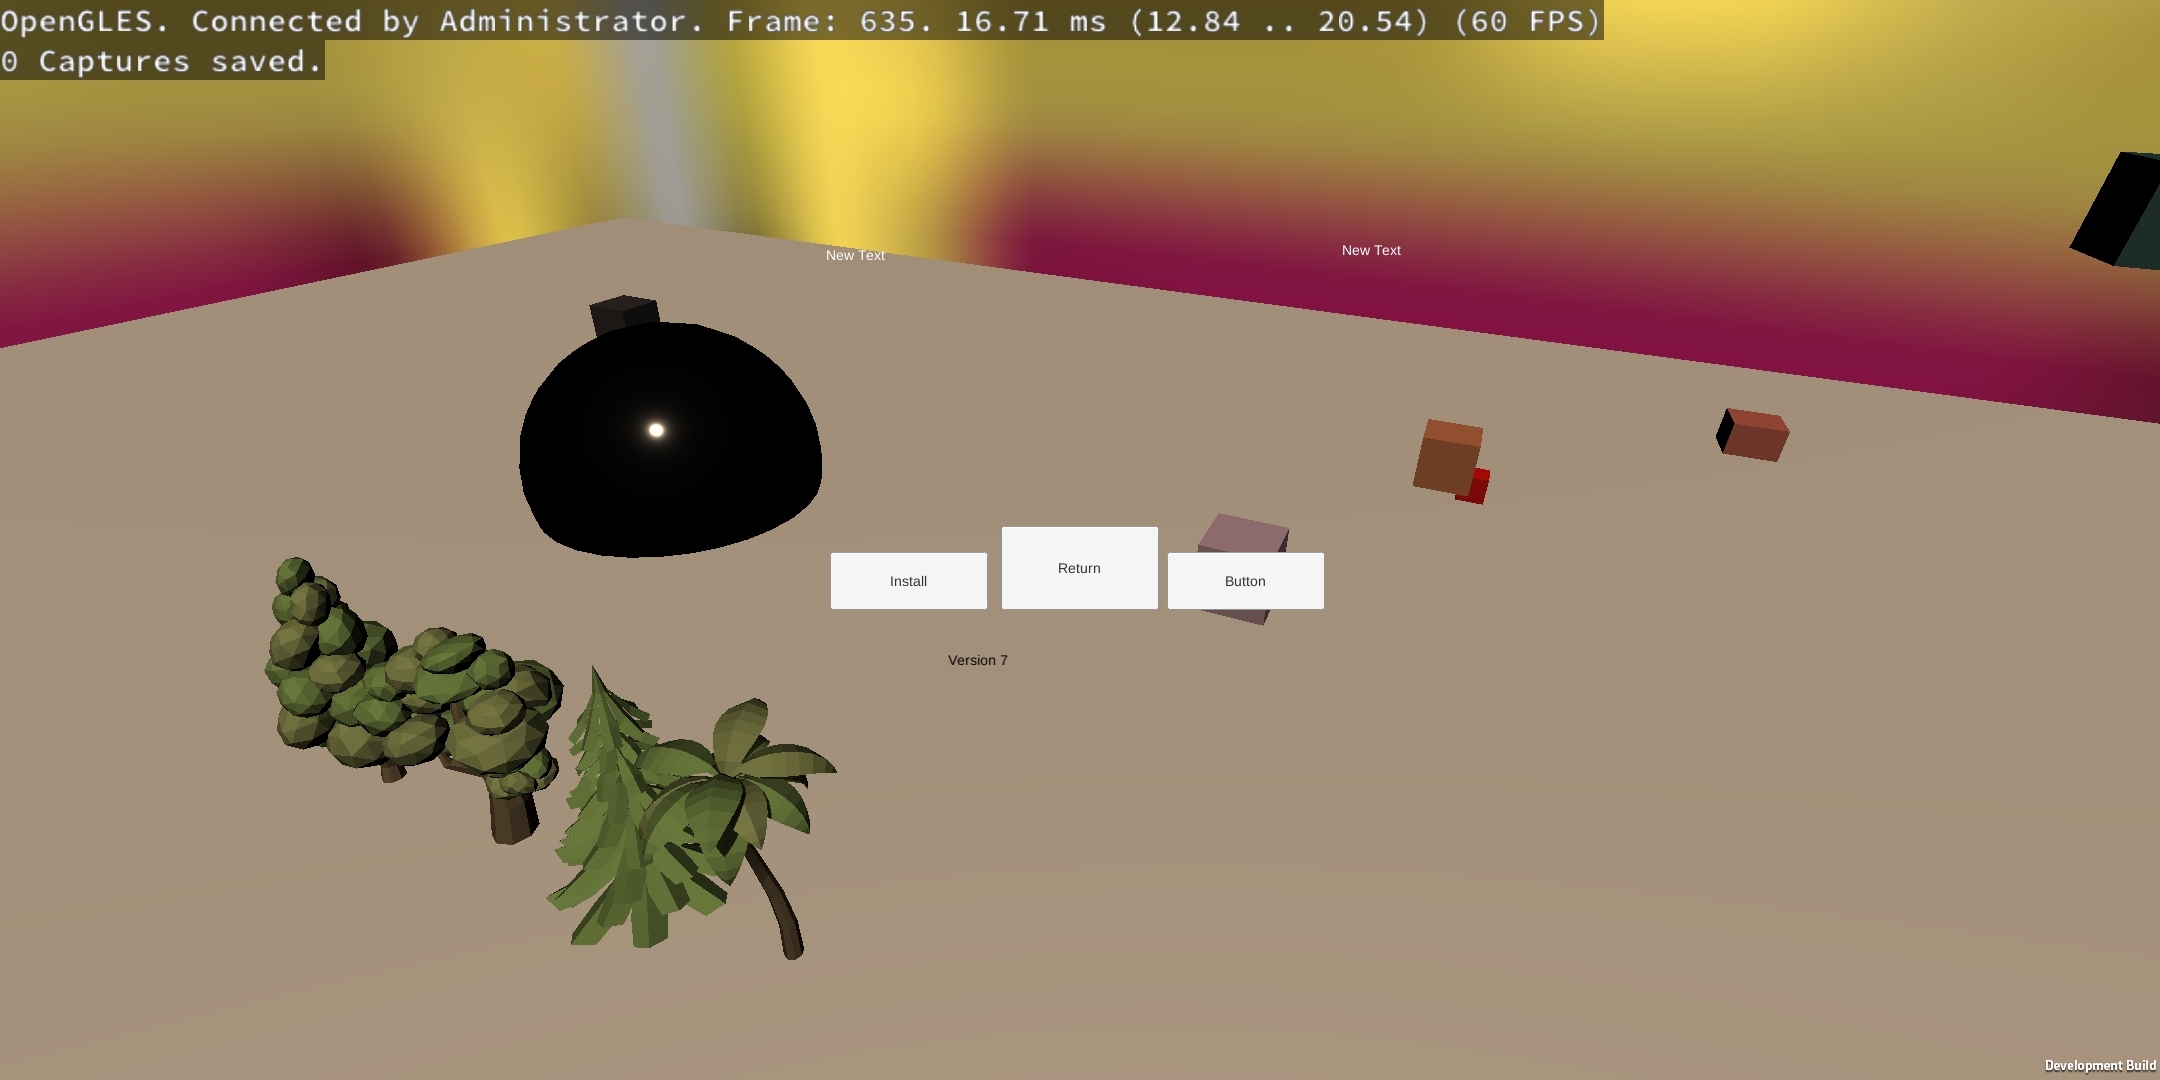 OpenGLES. Connected by Administrator. Frame: 635. 16.71 ms (12.84 .. 20.54) (60 FPS)
0 Captures saved.
New Text
New Text
Install
Return
Button
Version 7
Development Build